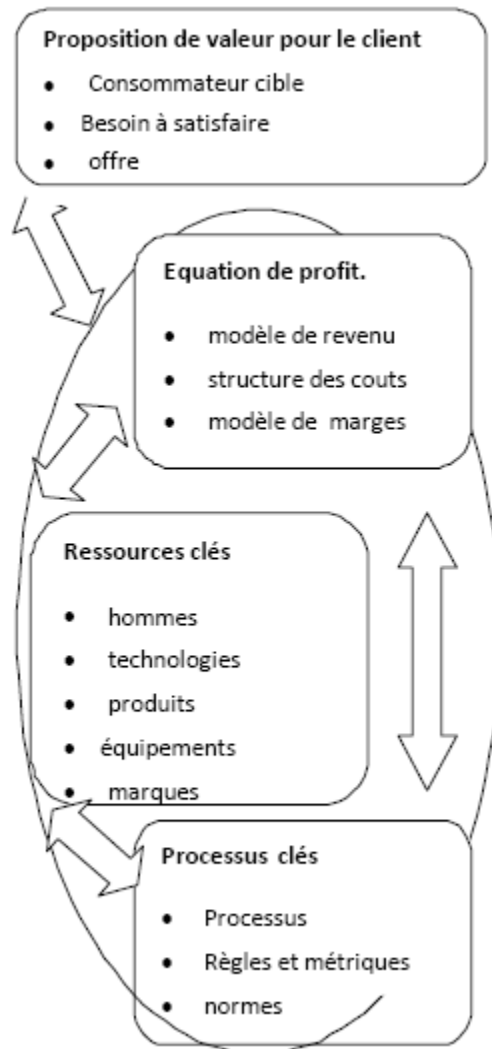 Proposition de valeur pour le client
• Consommateur cible
• Besoin à satisfaire
• offre
Equation de profit.
• modèle de revenu
• structure des couts
• modèle de marges
Ressources clés
• hommes
• technologies
• produits
• équipements
• marques
Processus clés
• Processus
• Règles et métriques
• normes